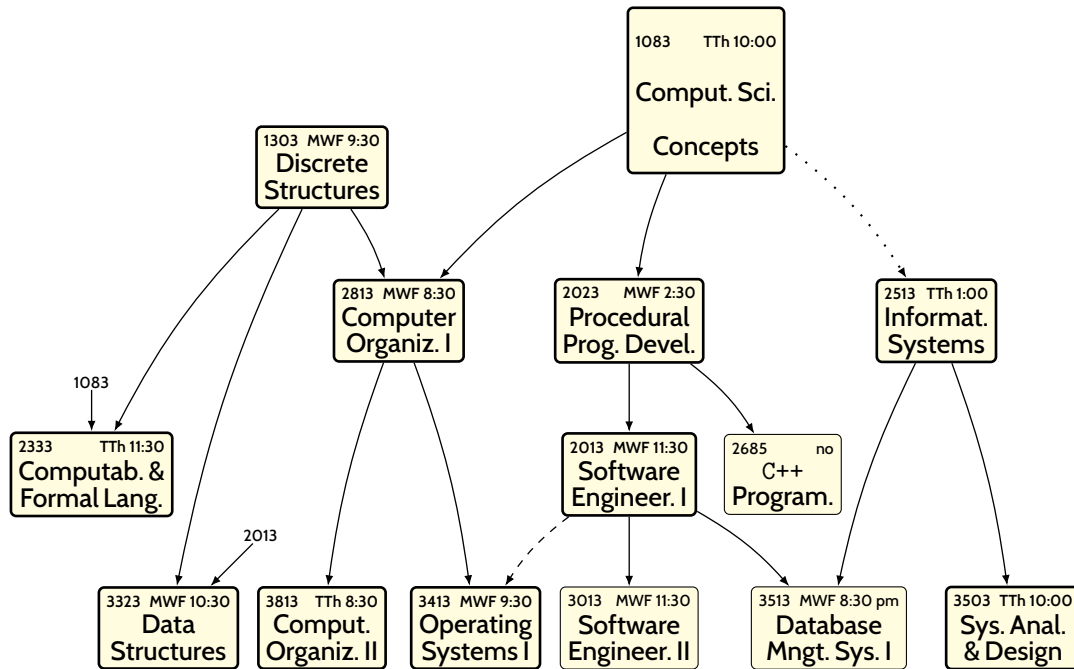 1083 TTh 10:00
Comput. Sci.
Concepts
1303 MWF 9:30
Discrete
Structures
2813 MWF 8:30
Computer
Organiz. I
2023 MWF 2:30
Procedural
Prog. Devel.
2513 TTh 1:00
Informat.
Systems
1083
2333 TTh 11:30
Computab. &
Formal Lang.
2013 MWF 11:30
Software
Engineer. I
2685 no
C++
Program.
2013
3323 MWF 10:30
Data
Structures
3813 TTh 8:30
Comput.
Organiz. II
3413 MWF 9:30
Operating
Systems I
3013 MWF 11:30
Software
Engineer. II
3513 MWF 8:30 pm
Database
Mngt. Sys. I
3503 TTh 10:00
Sys. Anal.
& Design